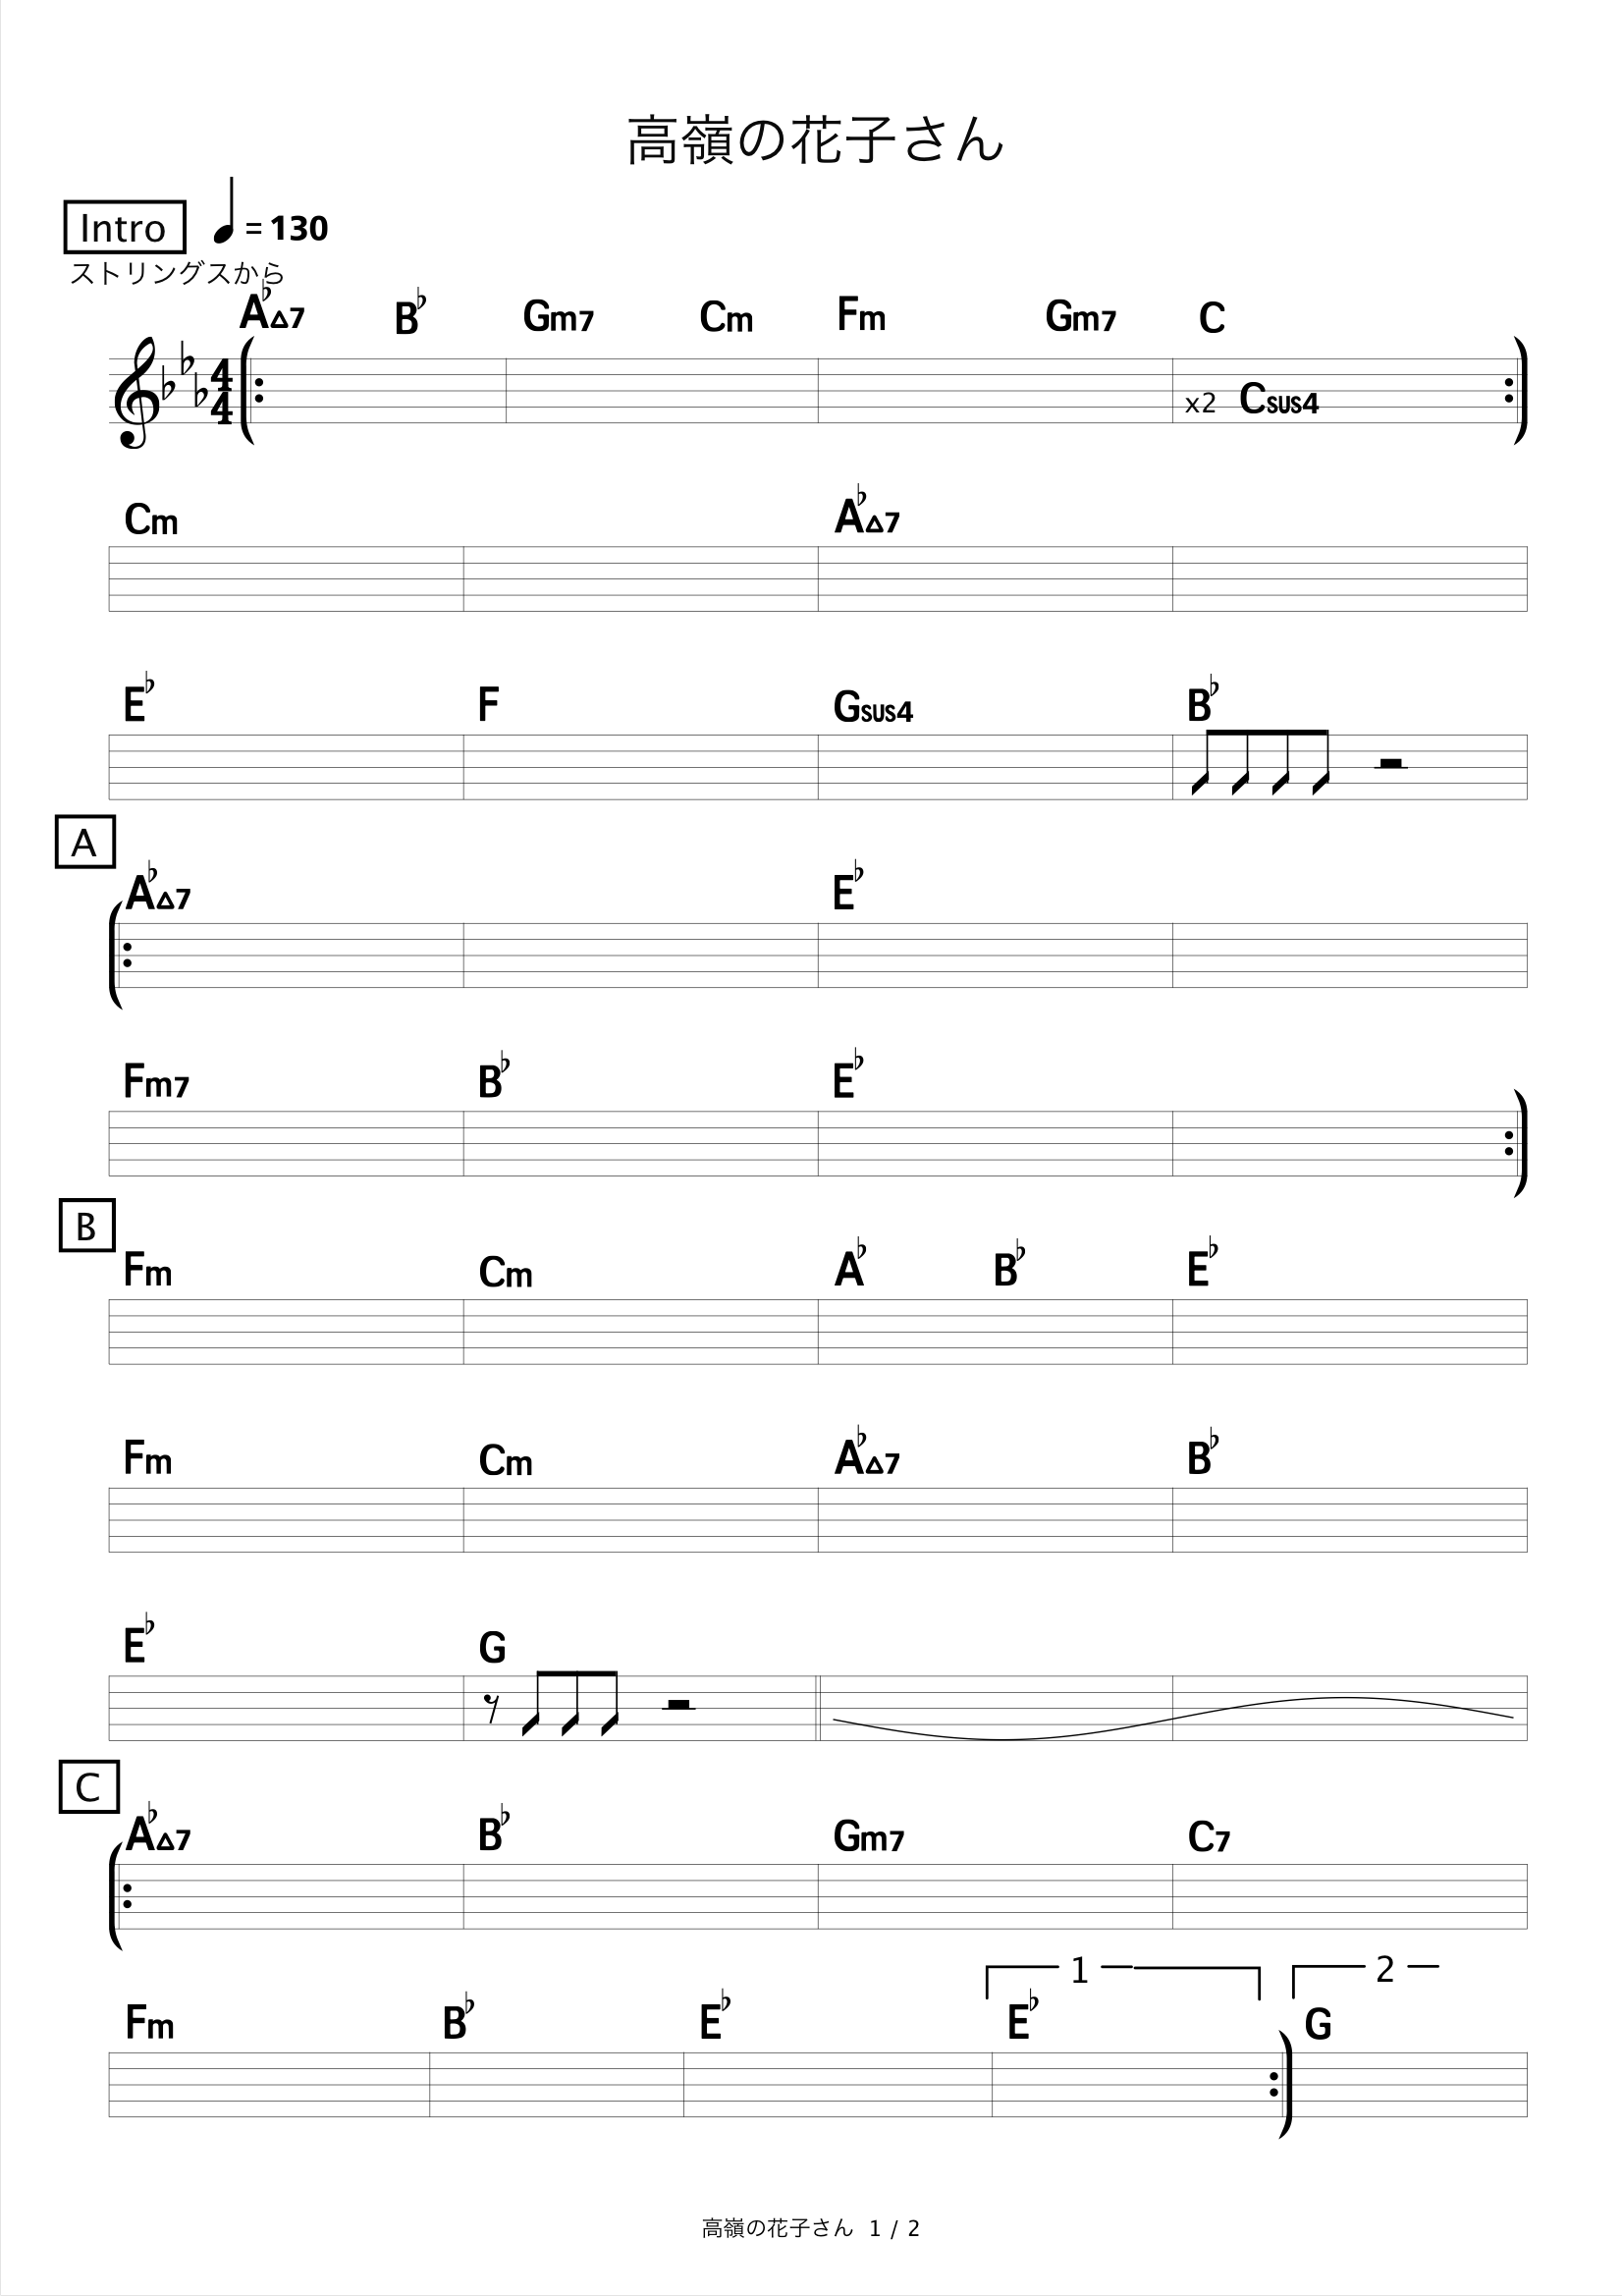 高嶺の花子さん
Intro ♩= 130
ストリングスから
A♭△7 B♭ Gm7 Cm Fm Gm7 C
4/4
x2 Csus4
Cm A♭△7
E♭ F Gsus4 B♭
A
A♭△7 E♭
Fm7 B♭ E♭
B
Fm Cm A♭ B♭ E♭
Fm Cm A♭△7 B♭
E♭ G
C
A♭△7 B♭ Gm7 C7
1 2
Fm B♭ E♭ E♭ G
高嶺の花子さん 1 / 2